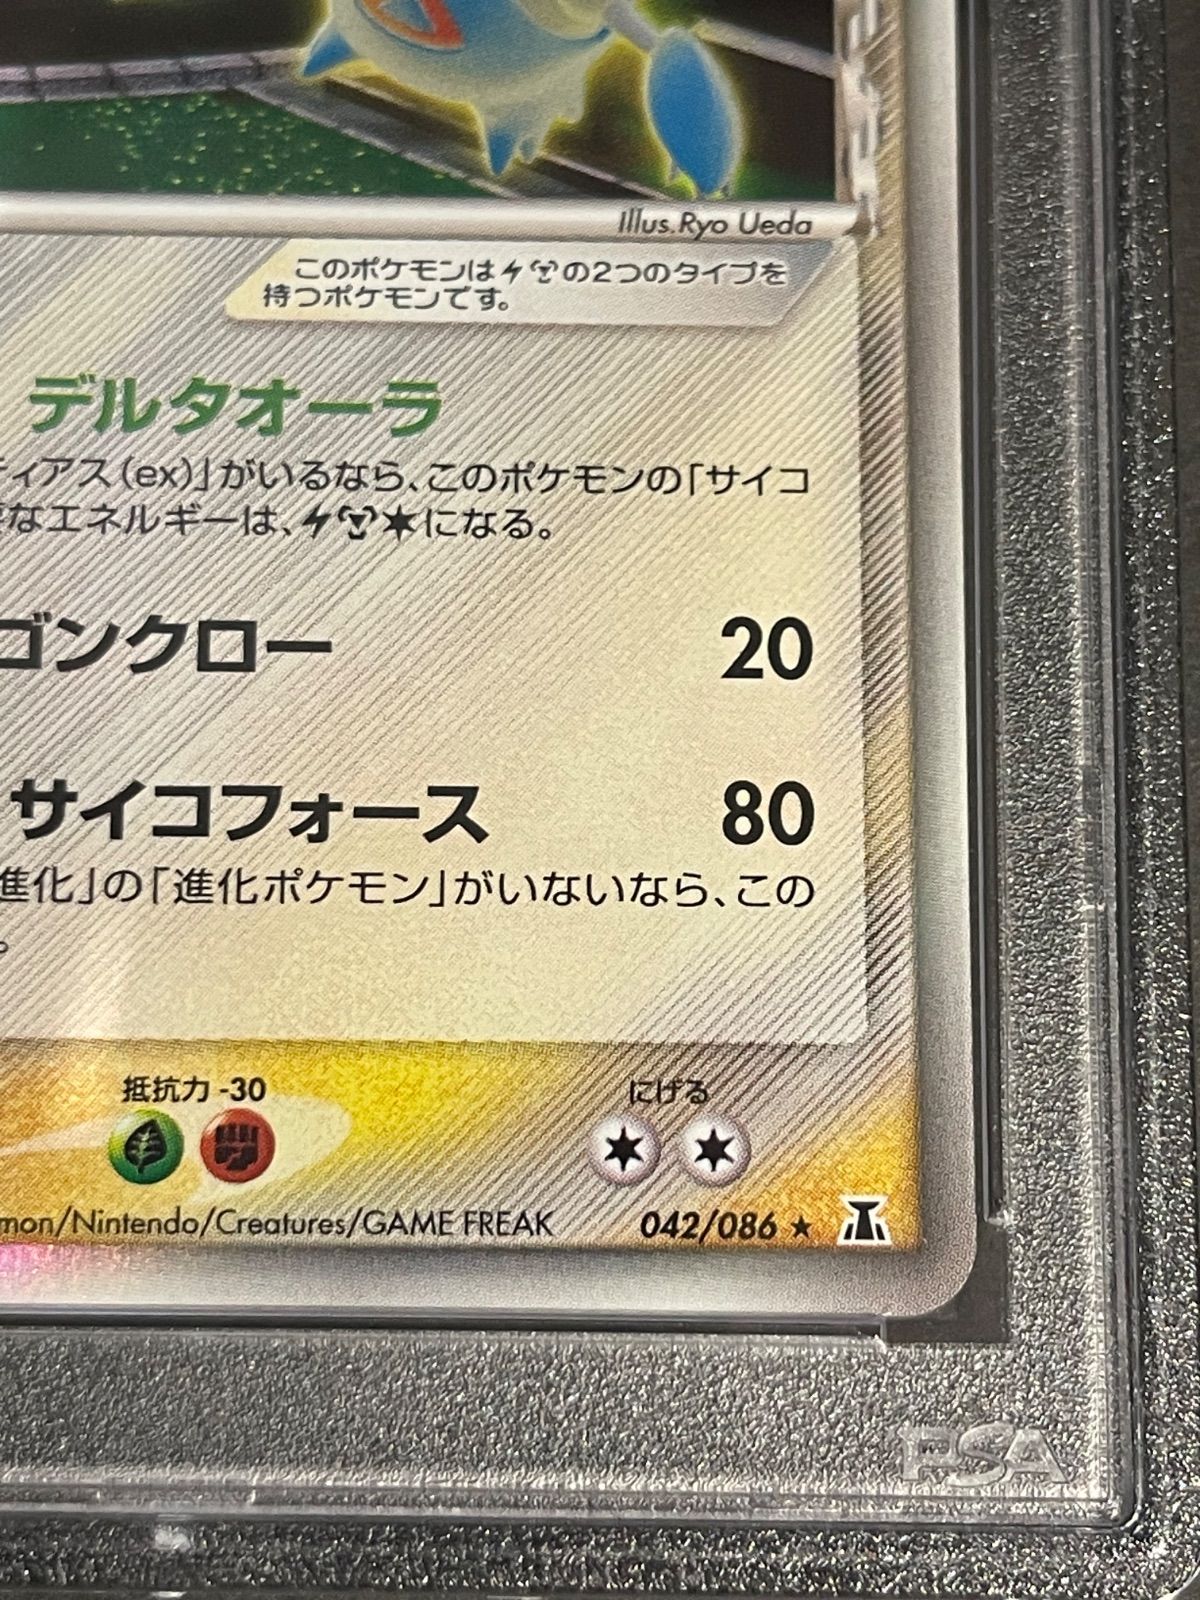 Illus. Ryo Ueda
このポケモンは の2つのタイプを
持つポケモンです。
デルタオーラ
ティアス(ex)」がいるなら、このポケモンの「サイコ
なエネルギーは、 になる。
ゴンクロー 20
サイコフォース 80
進化」の「進化ポケモン」がいないなら、この
。
抵抗力 -30
にげる
mon/Nintendo/Creatures/GAME FREAK 042/086 ★
PSA